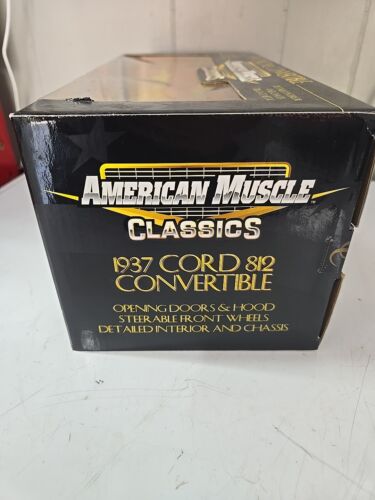 AMERICAN MUSCLE
CLASSICS
1937 CORD 812
CONVERTIBLE
OPENING DOORS & HOOD
STEERABLE FRONT WHEELS
DETAILED INTERIOR AND CHASSIS